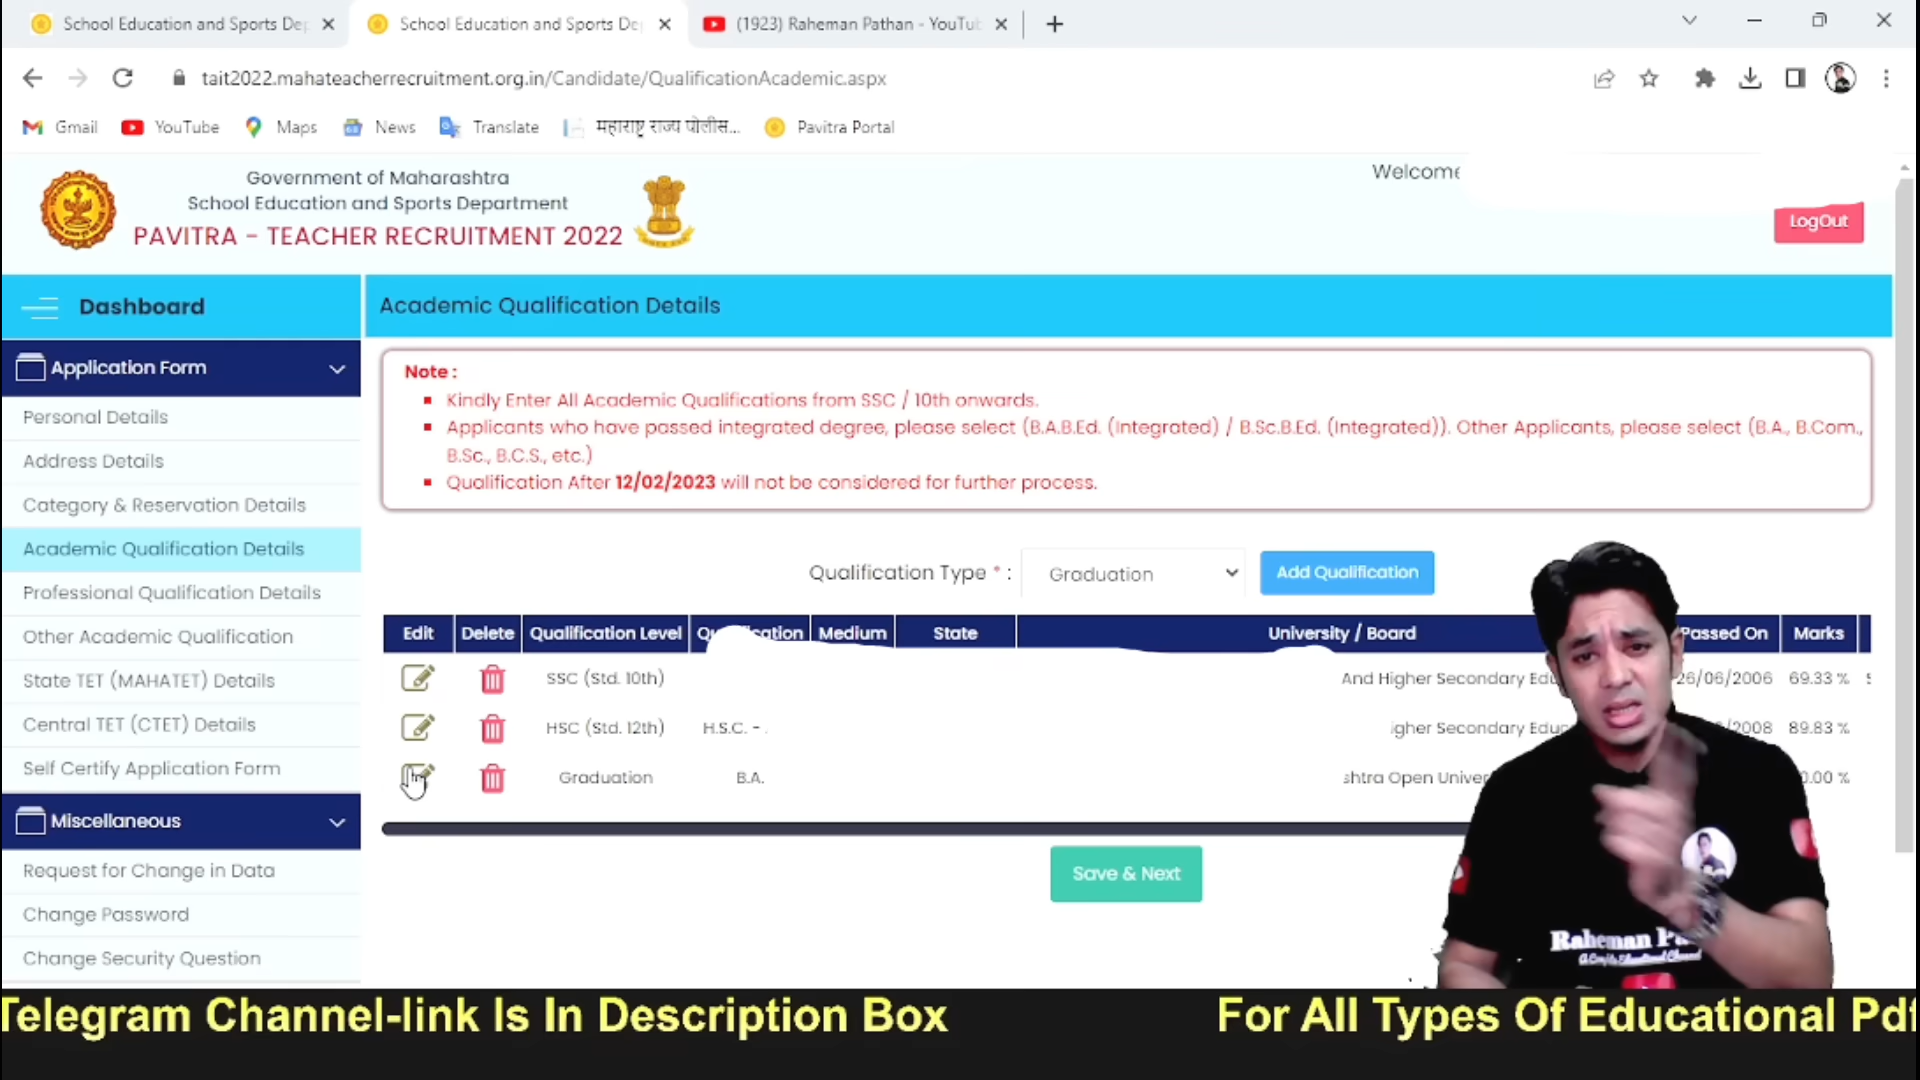 School Education and Sports De
School Education and Sports De
(1923) Raheman Pathan - YouTu
tait2022.mahateacherrecruitment.org.in/Candidate/QualificationAcademic.aspx
Gmail
YouTube
Maps
News
Translate
महाराष्ट्र राज्य पोलीस...
Pavitra Portal
Government of Maharashtra
School Education and Sports Department
PAVITRA - TEACHER RECRUITMENT 2022
Welcome
LogOut
Dashboard
Application Form
Personal Details
Address Details
Category & Reservation Details
Academic Qualification Details
Professional Qualification Details
Other Academic Qualification
State TET (MAHATET) Details
Central TET (CTET) Details
Self Certify Application Form
Miscellaneous
Request for Change in Data
Change Password
Change Security Question
Academic Qualification Details
Note :
Kindly Enter All Academic Qualifications from SSC / 10th onwards.
Applicants who have passed integrated degree, please select (B.A.B.Ed. (Integrated) / B.Sc.B.Ed. (Integrated)). Other Applicants, please select (B.A., B.Com.,
B.Sc., B.C.S., etc.)
Qualification After 12/02/2023 will not be considered for further process.
Qualification Type * : Graduation Add Qualification
Edit Delete Qualification Level Medium State University / Board Passed On Marks
SSC (Std. 10th) And Higher Secondary Edu 26/06/2006 69.33 %
HSC (Std. 12th) H.S.C. - igher Secondary Educ 2008 89.83 %
Graduation B.A. shtra Open Univer 0.00 %
Save & Next
Raheman P
Telegram Channel-link Is In Description Box
For All Types Of Educational Pdf